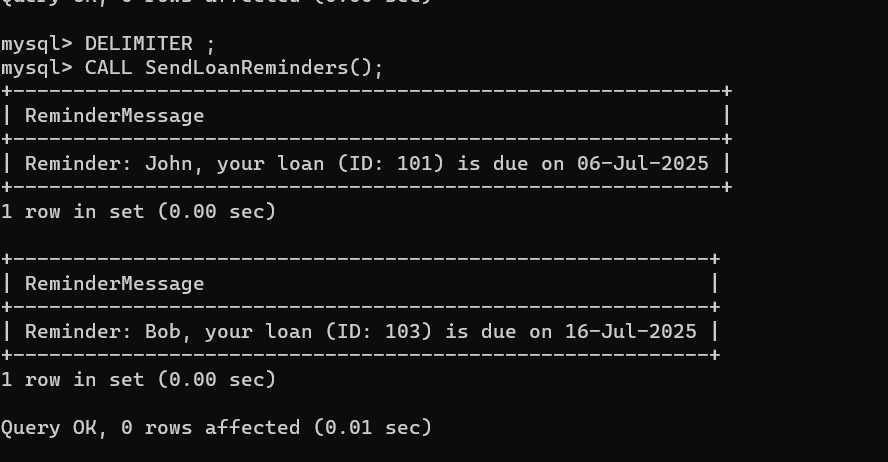 Query OK, 0 rows affected (0.00 sec)
mysql> DELIMITER ;
mysql> CALL SendLoanReminders();
+-----------------------------------------------------------+
| ReminderMessage                                           |
+-----------------------------------------------------------+
| Reminder: John, your loan (ID: 101) is due on 06-Jul-2025 |
+-----------------------------------------------------------+
1 row in set (0.00 sec)
+----------------------------------------------------------+
| ReminderMessage                                          |
+----------------------------------------------------------+
| Reminder: Bob, your loan (ID: 103) is due on 16-Jul-2025 |
+----------------------------------------------------------+
1 row in set (0.00 sec)
Query OK, 0 rows affected (0.01 sec)